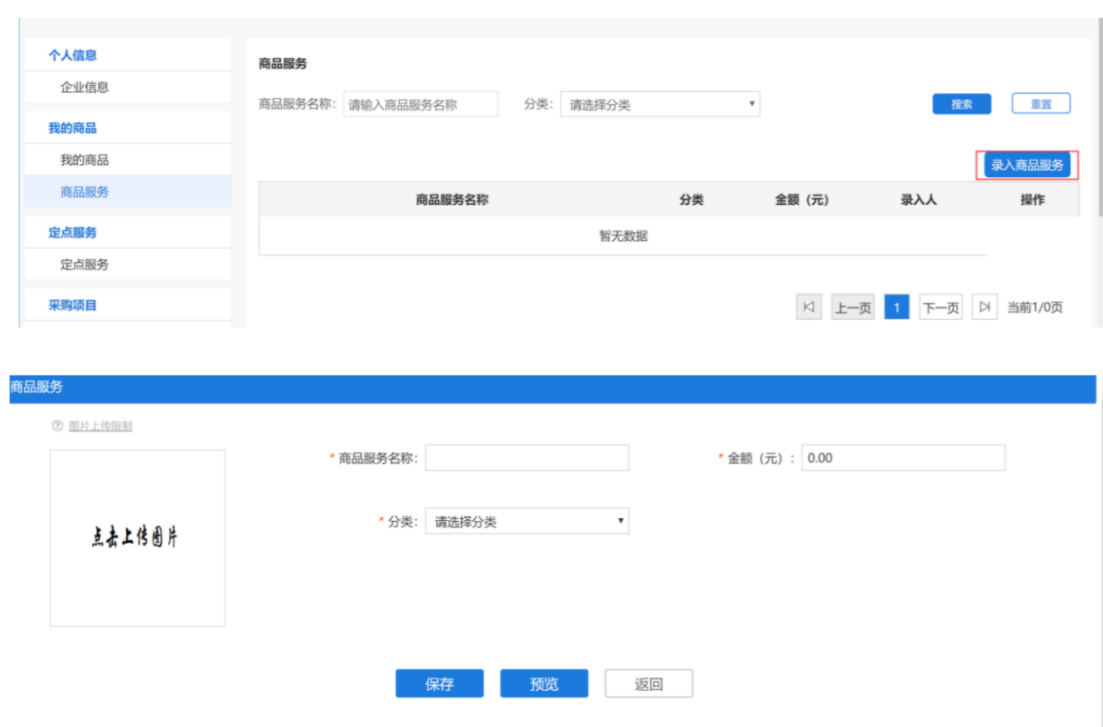 个人信息
企业信息
我的商品
我的商品
商品服务
定点服务
定点服务
采购项目
商品服务
商品服务名称: 请输入商品服务名称 分类: 请选择分类 搜索 重置
录入商品服务
商品服务名称 分类 金额（元） 录入人 操作
暂无数据
上一页 1 下一页 当前1/0页
商品服务
图片上传限制
点击上传图片
* 商品服务名称: * 金额（元）: 0.00
* 分类: 请选择分类
保存 预览 返回